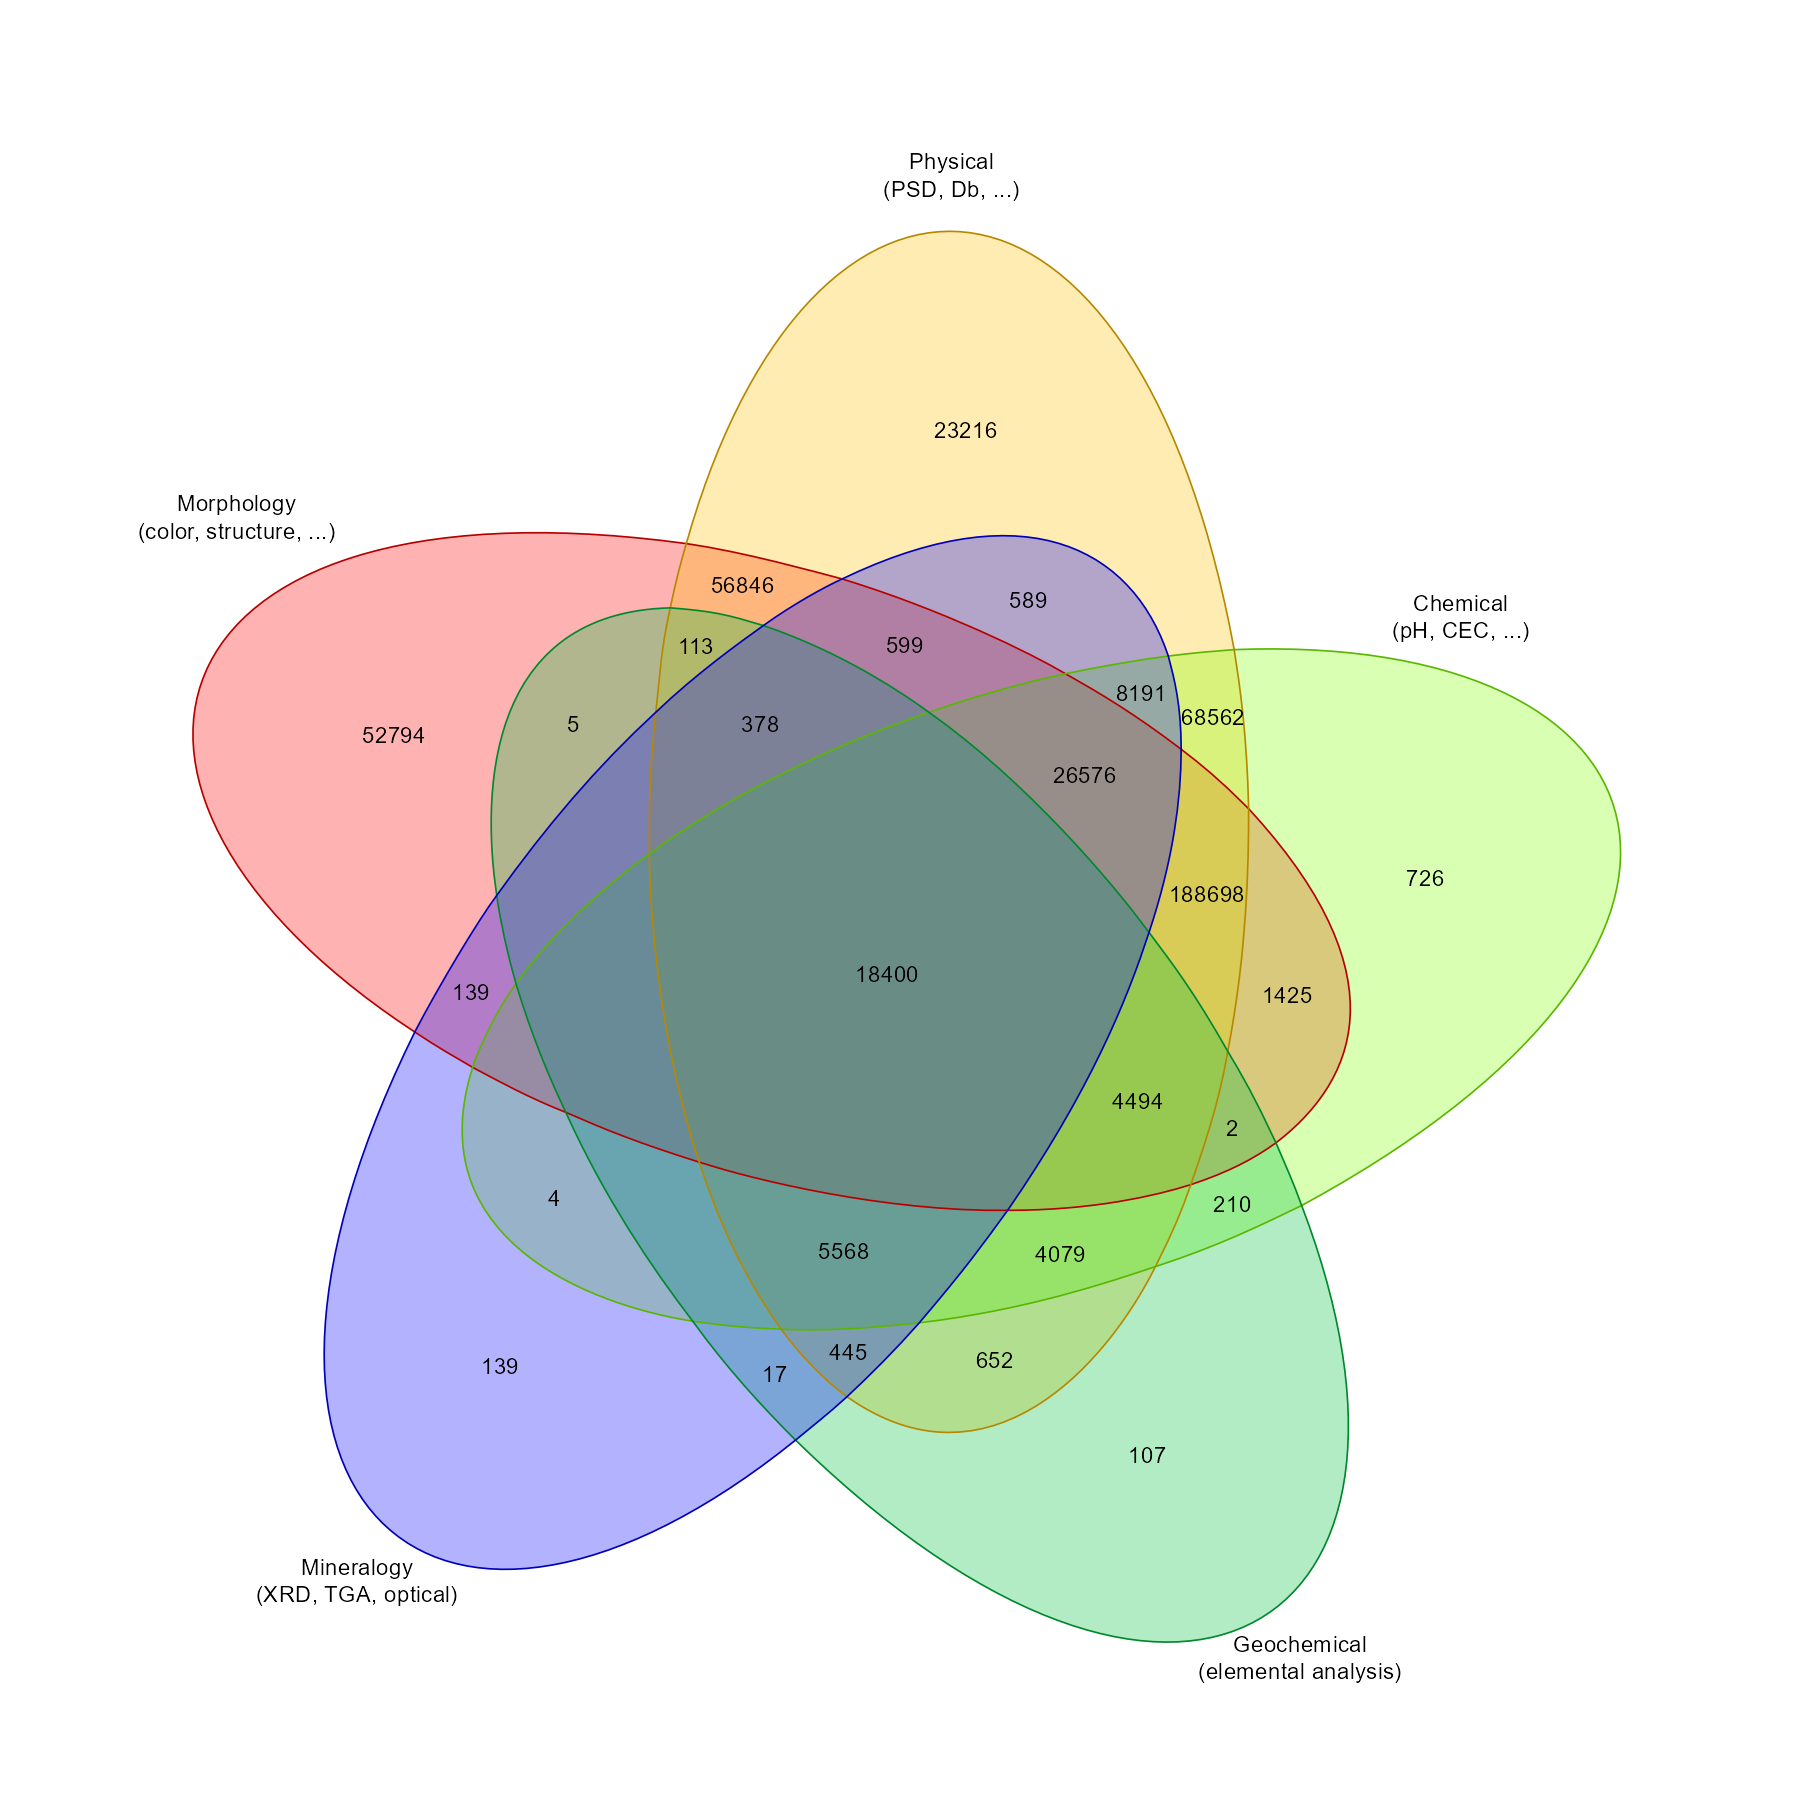 Physical
(PSD, Db, ...)
23216
Morphology
(color, structure, ...)
56846
589
Chemical
(pH, CEC, ...)
113
599
8191
68562
5
52794
378
26576
726
188698
18400
139
1425
4494
2
4
210
5568
4079
445
652
139
17
107
Mineralogy
(XRD, TGA, optical)
Geochemical
(elemental analysis)